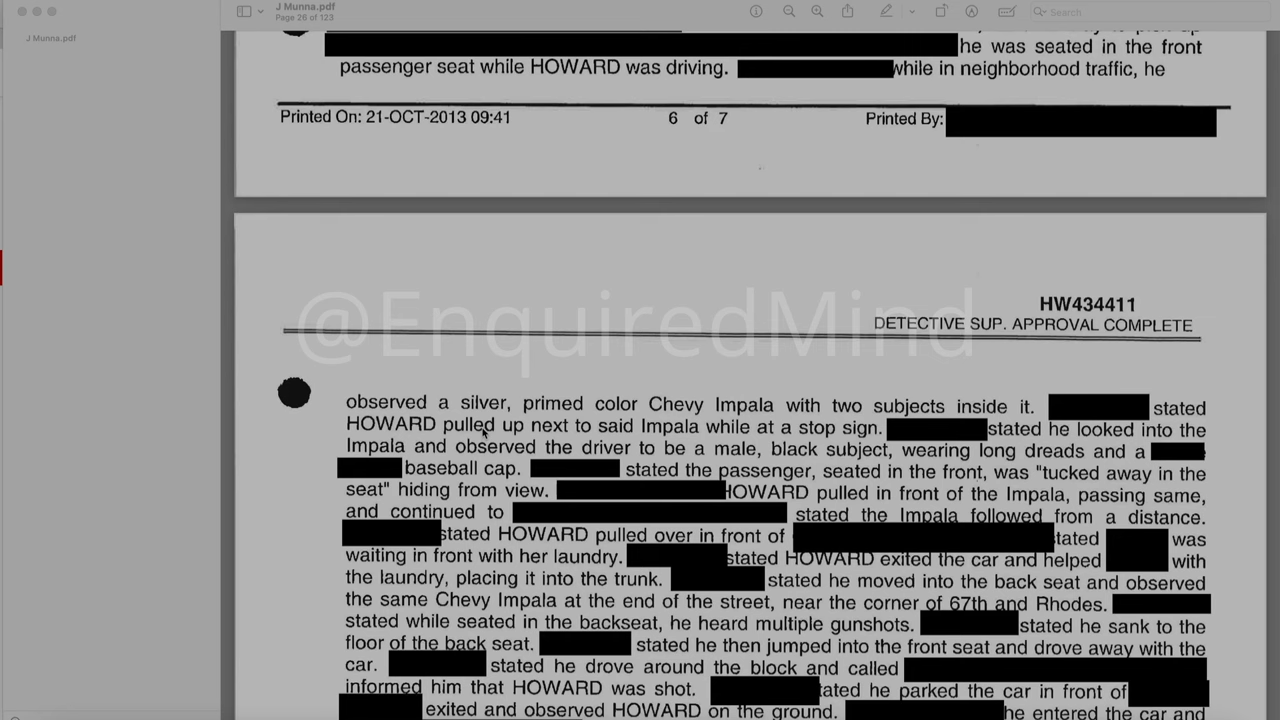 J Munna.pdf
Page 26 of 123
Search
J Munna.pdf
he was seated in the front
passenger seat while HOWARD was driving. while in neighborhood traffic, he
Printed On: 21-OCT-2013 09:41 6 of 7 Printed By:
@EnquiredMind
HW434411
DETECTIVE SUP. APPROVAL COMPLETE
observed a silver, primed color Chevy Impala with two subjects inside it. stated
HOWARD pulled up next to said Impala while at a stop sign. stated he looked into the
Impala and observed the driver to be a male, black subject, wearing long dreads and a
baseball cap. stated the passenger, seated in the front, was "tucked away in the
seat" hiding from view. HOWARD pulled in front of the Impala, passing same,
and continued to stated the Impala followed from a distance.
stated HOWARD pulled over in front of stated was
waiting in front with her laundry. stated HOWARD exited the car and helped with
the laundry, placing it into the trunk. stated he moved into the back seat and observed
the same Chevy Impala at the end of the street, near the corner of 67th and Rhodes.
stated while seated in the backseat, he heard multiple gunshots. stated he sank to the
floor of the back seat. stated he then jumped into the front seat and drove away with the
car. stated he drove around the block and called
informed him that HOWARD was shot. tated he parked the car in front of
exited and observed HOWARD on the ground. he entered the car and